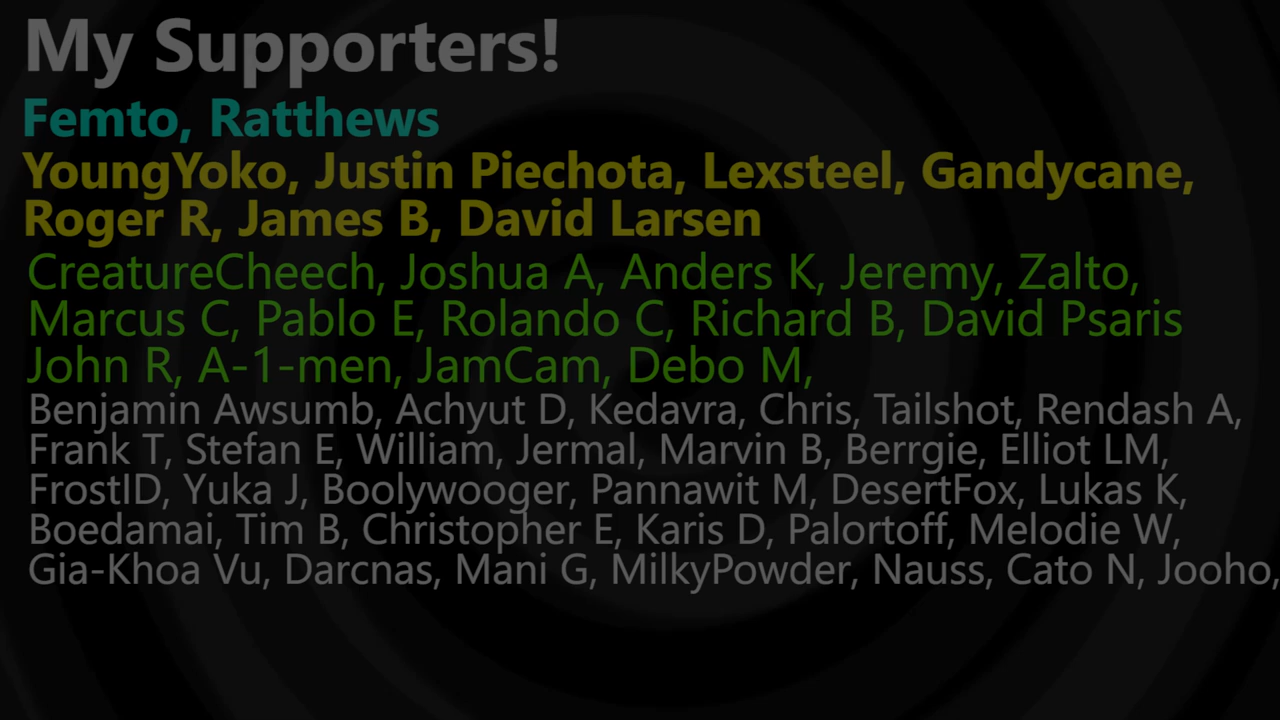 My Supporters!
Femto, Ratthews
YoungYoko, Justin Piechota, Lexsteel, Gandycane,
Roger R, James B, David Larsen
CreatureCheech, Joshua A, Anders K, Jeremy, Zalto,
Marcus C, Pablo E, Rolando C, Richard B, David Psaris
John R, A-1-men, JamCam, Debo M,
Benjamin Awsumb, Achyut D, Kedavra, Chris, Tailshot, Rendash A,
Frank T, Stefan E, William, Jermal, Marvin B, Berrgie, Elliot LM,
FrostID, Yuka J, Boolywooger, Pannawit M, DesertFox, Lukas K,
Boedamai, Tim B, Christopher E, Karis D, Palortoff, Melodie W,
Gia-Khoa Vu, Darcnas, Mani G, MilkyPowder, Nauss, Cato N, Jooho,